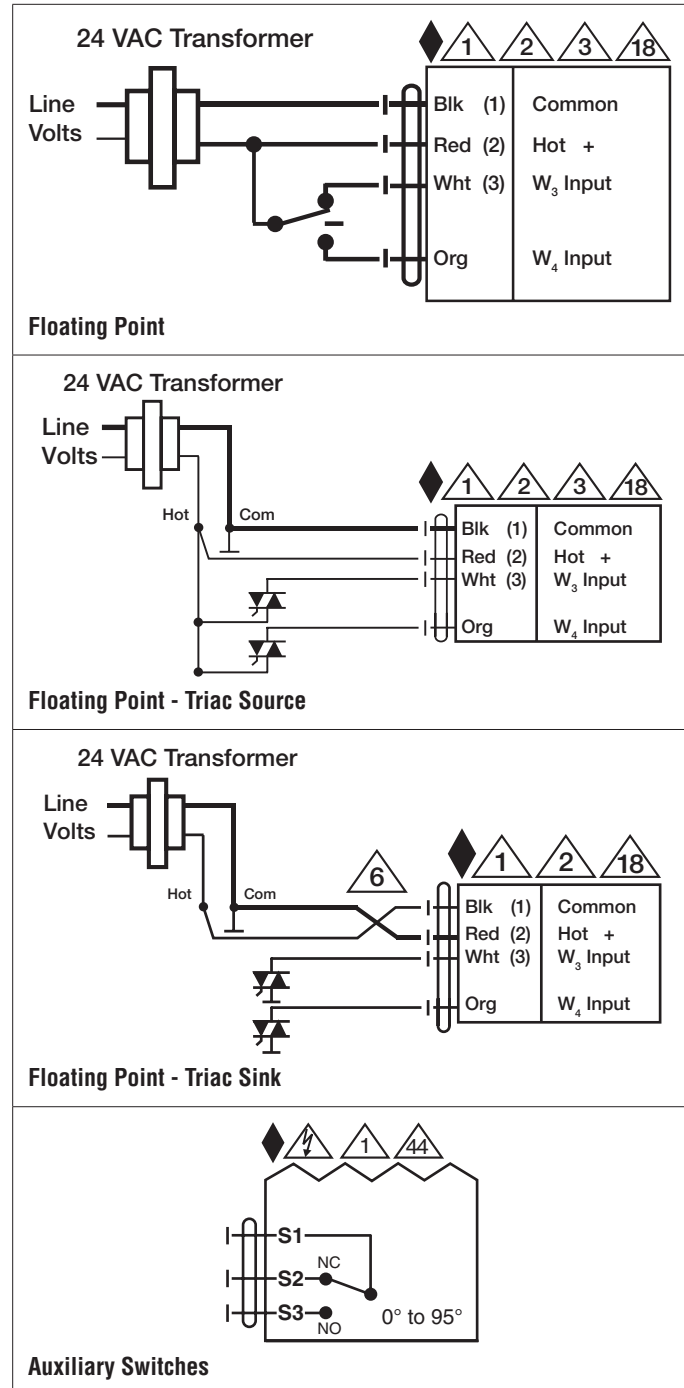 24 VAC Transformer
1 2 3 18
Line
Volts
Blk (1) Common
Red (2) Hot +
Wht (3) W3 Input
Org W4 Input
Floating Point
24 VAC Transformer
Line
Volts
1 2 3 18
Hot Com
Blk (1) Common
Red (2) Hot +
Wht (3) W3 Input
Org W4 Input
Floating Point - Triac Source
24 VAC Transformer
Line
Volts
6 1 2 18
Hot Com
Blk (1) Common
Red (2) Hot +
Wht (3) W3 Input
Org W4 Input
Floating Point - Triac Sink
1 44
S1
NC
S2
S3 0° to 95°
NO
Auxiliary Switches